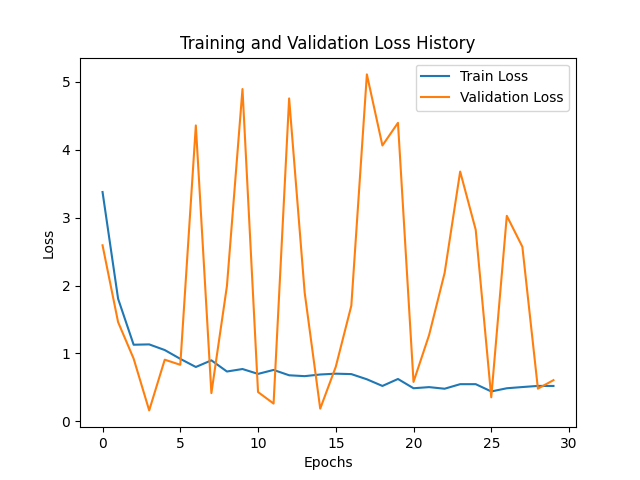 Training and Validation Loss History
Train Loss
Validation Loss
5
4
3
2
1
0
Loss
0 5 10 15 20 25 30
Epochs